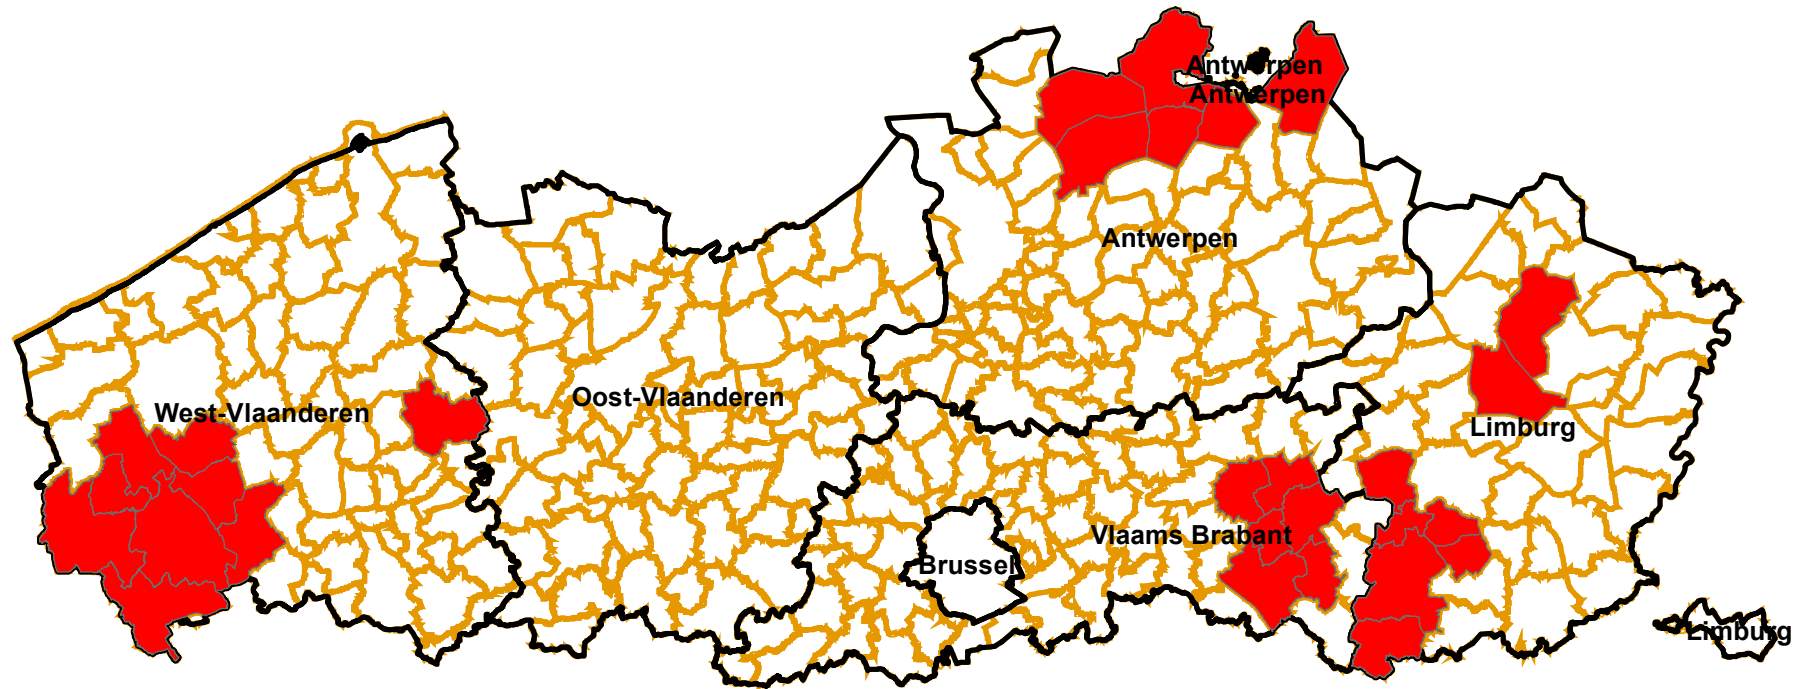 Antwerpen
Antwerpen
Antwerpen
Oost-Vlaanderen
West-Vlaanderen
Limburg
Vlaams Brabant
Brussel
Limburg